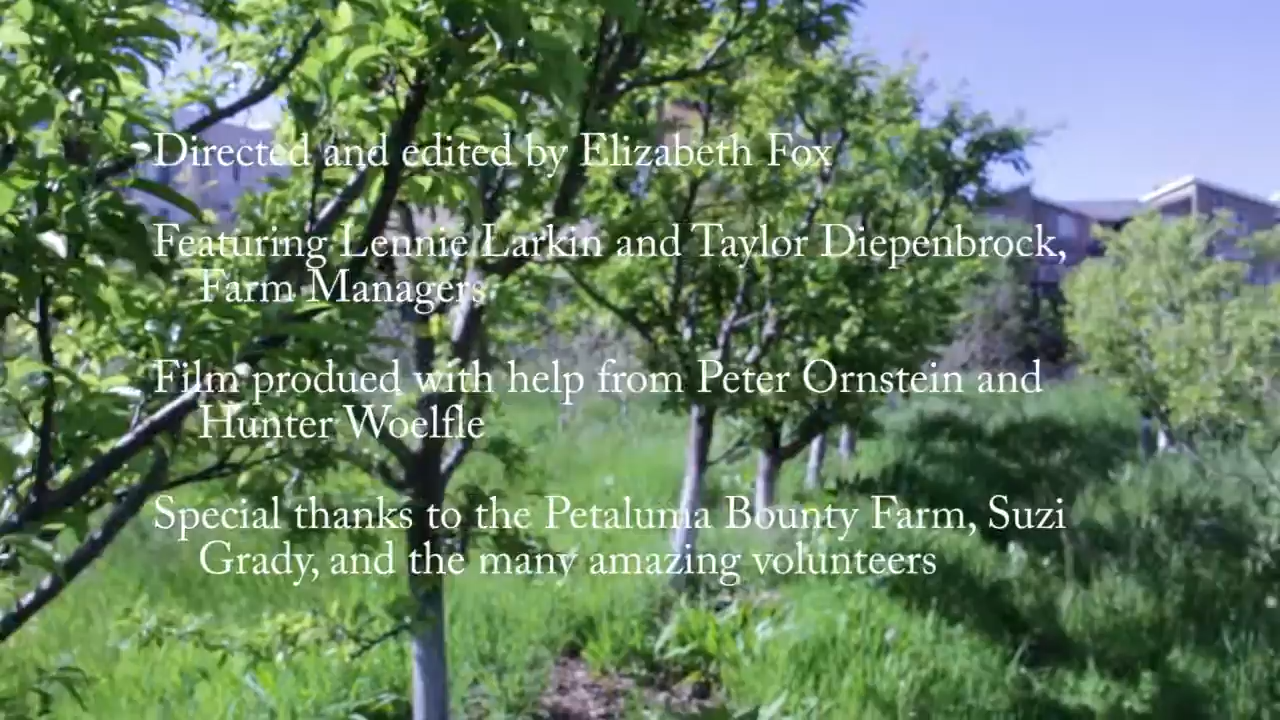 Directed and edited by Elizabeth Fox
Featuring Lennie Larkin and Taylor Diepenbrock,
Farm Managers
Film produed with help from Peter Ornstein and
Hunter Woelfle
Special thanks to the Petaluma Bounty Farm, Suzi
Grady, and the many amazing volunteers